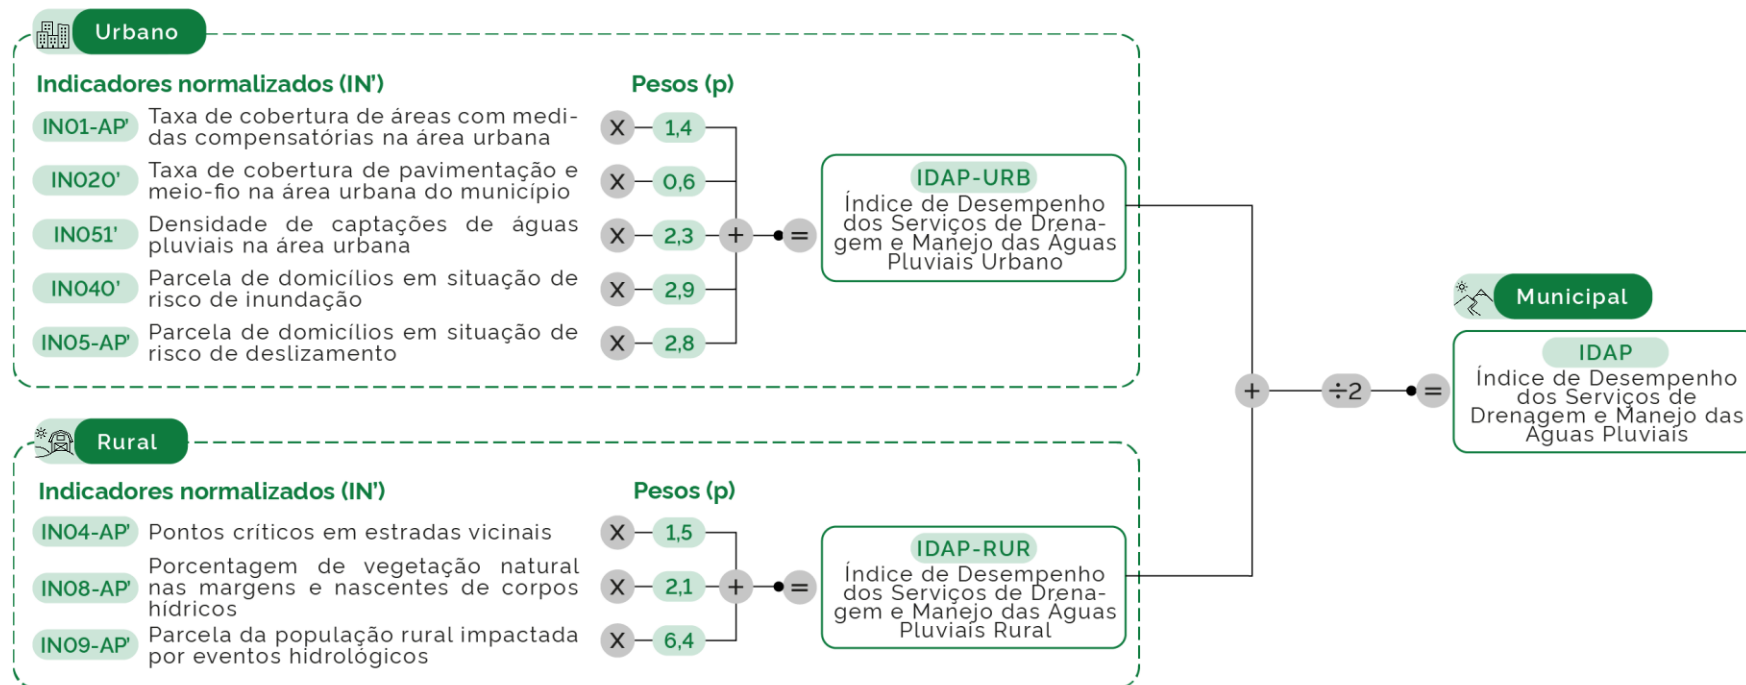 Urbano
Indicadores normalizados (IN') Pesos (p)
IN01-AP' Taxa de cobertura de áreas com medi-
das compensatórias na área urbana X 1,4
IN020' Taxa de cobertura de pavimentação e
meio-fio na área urbana do município X 0,6
IN051' Densidade de captações de águas
pluviais na área urbana X 2,3 + =
IN040' Parcela de domicílios em situação de
risco de inundação X 2,9
IN05-AP' Parcela de domicílios em situação de
risco de deslizamento X 2,8
IDAP-URB
Índice de Desempenho
dos Serviços de Drena-
gem e Manejo das Águas
Pluviais Urbano
Rural
Indicadores normalizados (IN') Pesos (p)
IN04-AP' Pontos críticos em estradas vicinais X 1,5
IN08-AP' Porcentagem de vegetação natural
nas margens e nascentes de corpos
hídricos X 2,1 + =
IN09-AP' Parcela da população rural impactada
por eventos hidrológicos X 6,4
IDAP-RUR
Índice de Desempenho
dos Serviços de Drena-
gem e Manejo das Águas
Pluviais Rural
+ ÷2 =
Municipal
IDAP
Índice de Desempenho
dos Serviços de
Drenagem e Manejo das
Águas Pluviais